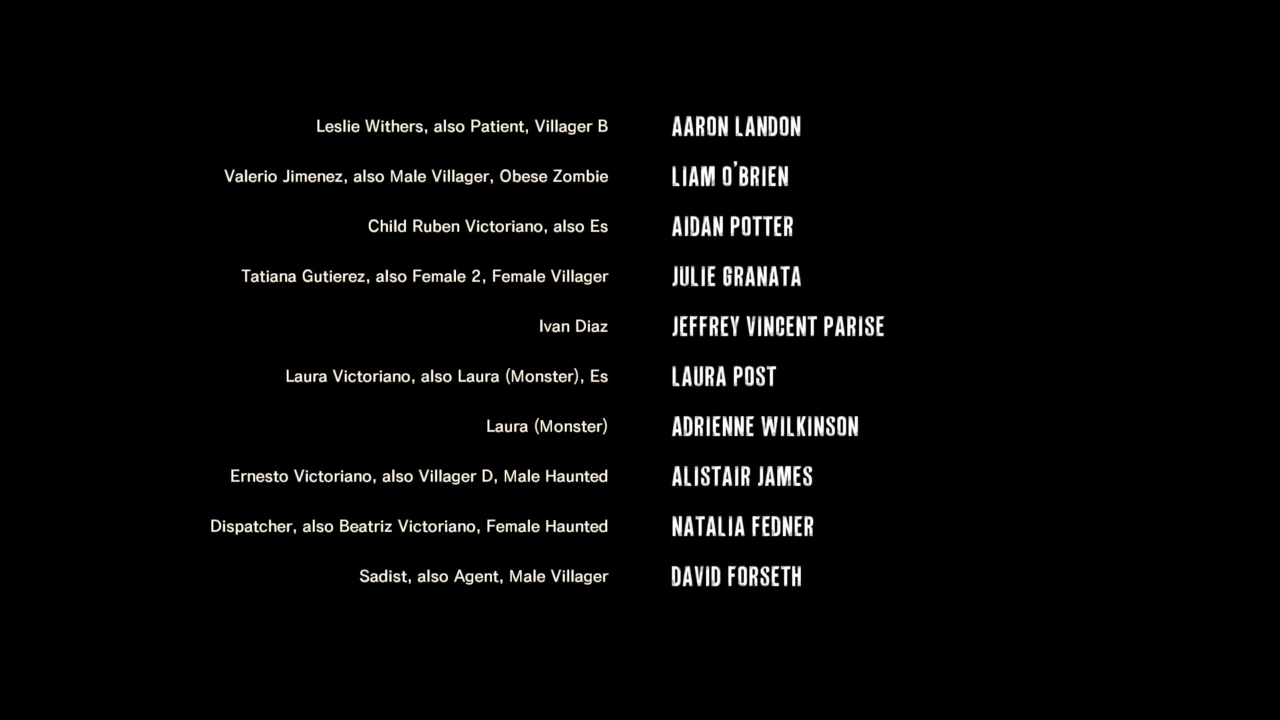 Leslie Withers, also Patient, Villager B AARON LANDON
Valerio Jimenez, also Male Villager, Obese Zombie LIAM O'BRIEN
Child Ruben Victoriano, also Es AIDAN POTTER
Tatiana Gutierez, also Female 2, Female Villager JULIE GRANATA
Ivan Diaz JEFFREY VINCENT PARISE
Laura Victoriano, also Laura (Monster), Es LAURA POST
Laura (Monster) ADRIENNE WILKINSON
Ernesto Victoriano, also Villager D, Male Haunted ALISTAIR JAMES
Dispatcher, also Beatriz Victoriano, Female Haunted NATALIA FEDNER
Sadist, also Agent, Male Villager DAVID FORSETH